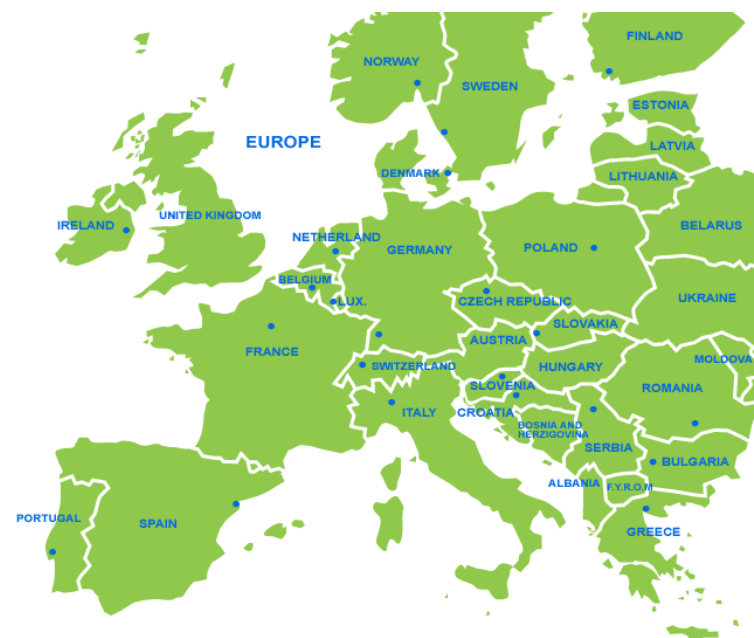 FINLAND
NORWAY
SWEDEN
ESTONIA
EUROPE
LATVIA
DENMARK
LITHUANIA
UNITED KINGDOM
IRELAND
BELARUS
NETHERLAND
GERMANY
POLAND
BELGIUM
LUX.
CZECH REPUBLIC
UKRAINE
SLOVAKIA
AUSTRIA
FRANCE
MOLDOVA
SWITZERLAND
HUNGARY
SLOVENIA
ROMANIA
ITALY
CROATIA
BOSNIA AND
HERZIGOVINA
SERBIA
BULGARIA
ALBANIA
F.Y.R.O.M
PORTUGAL
SPAIN
GREECE